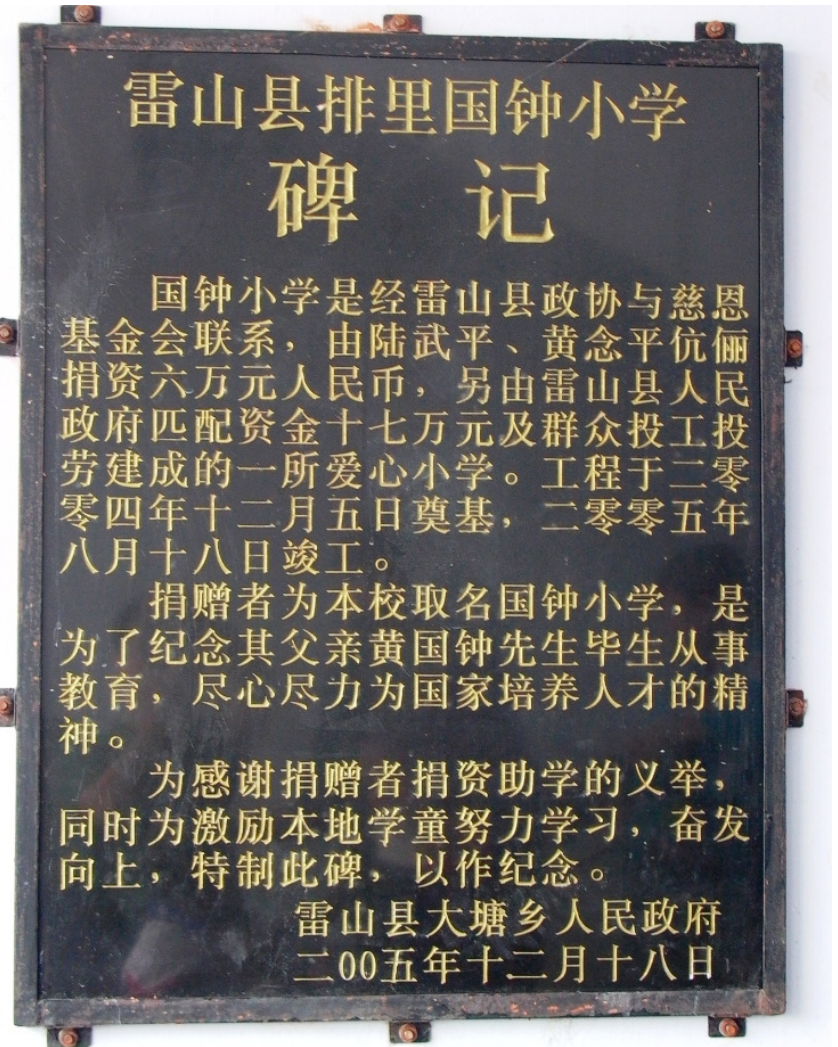 雷山县排里国钟小学
碑 记
国钟小学是经雷山县政协与慈恩
基金会联系，由陆武平、黄念平伉俪
捐资六万元人民币，另由雷山县人民
政府匹配资金十七万元及群众投工投
劳建成的一所爱心小学。工程于二零
零四年十二月五日奠基，二零零五年
八月十八日竣工。
捐赠者为本校取名国钟小学，是
为了纪念其父亲黄国钟先生毕生从事
教育，尽心尽力为国家培养人才的精
神。
为感谢捐赠者捐资助学的义举，
同时为激励本地学童努力学习，奋发
向上，特制此碑，以作纪念。
雷山县大塘乡人民政府
二00五年十二月十八日